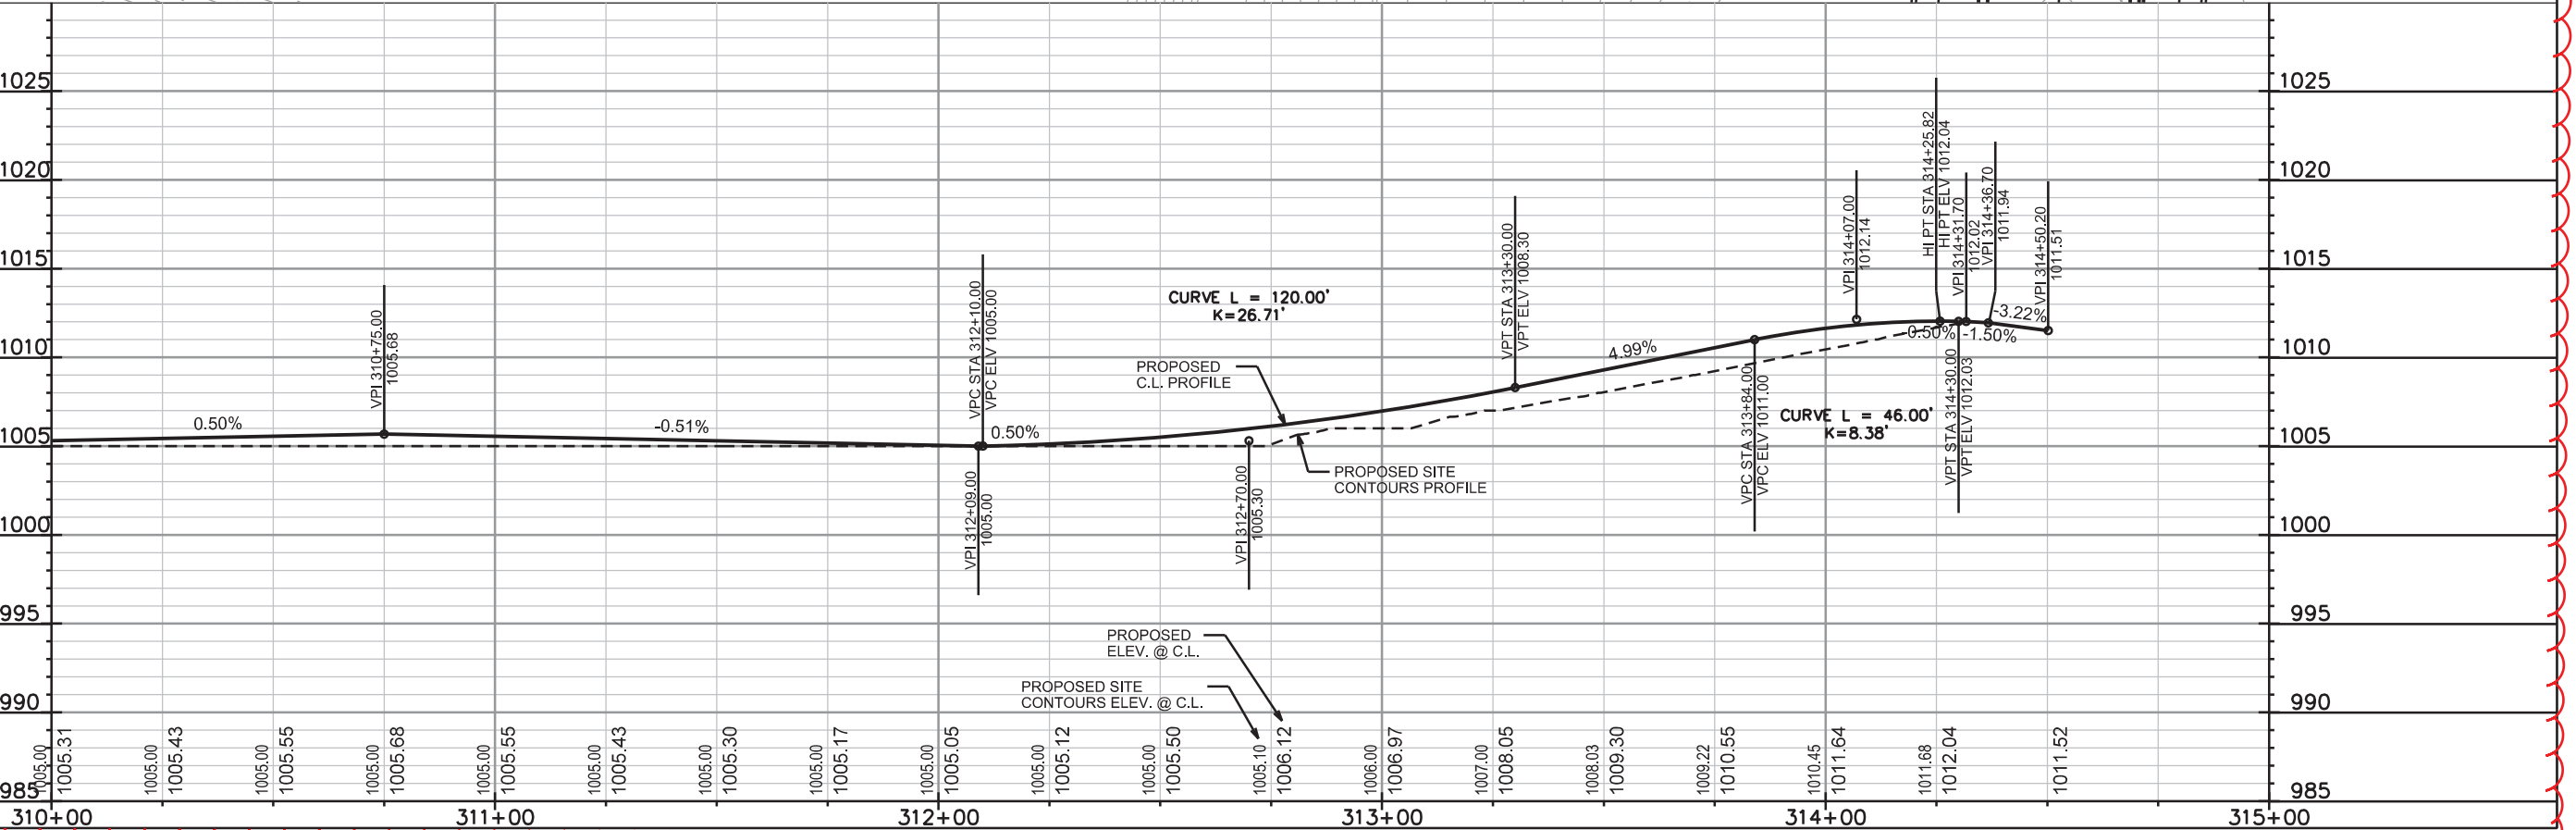 1025
1020
1015
1010
1005
1000
995
990
985
1025
1020
1015
1010
1005
1000
995
990
985
0.50%
VPI 310+75.00
1005.68
-0.51%
VPC STA 312+10.00
VPC ELV 1005.00
0.50%
VPI 312+09.00
1005.00
CURVE L = 120.00'
K=26.71'
PROPOSED
C.L. PROFILE
VPI 312+70.00
1005.30
PROPOSED SITE
CONTOURS PROFILE
VPT STA 313+30.00
VPT ELV 1008.30
4.99%
VPC STA 313+84.00
VPC ELV 1011.00
VPI 314+07.00
1012.14
CURVE L = 46.00'
K=8.38'
HI PT STA 314+25.82
HI PT ELV 1012.04
VPT STA 314+30.00
VPT ELV 1012.03
VPI 314+31.70
1012.02
VPI 314+36.70
1011.94
-0.50%
-1.50%
-3.22%
VPI 314+50.20
1011.51
PROPOSED
ELEV. @ C.L.
PROPOSED SITE
CONTOURS ELEV. @ C.L.
1005.00
1005.31
1005.00
1005.43
1005.00
1005.55
1005.00
1005.68
1005.00
1005.55
1005.00
1005.43
1005.00
1005.30
1005.00
1005.17
1005.00
1005.05
1005.00
1005.12
1005.00
1005.50
1005.10
1006.12
1006.00
1006.97
1007.00
1008.05
1008.03
1009.30
1009.22
1010.55
1010.45
1011.64
1011.68
1012.04
1011.52
310+00
311+00
312+00
313+00
314+00
315+00